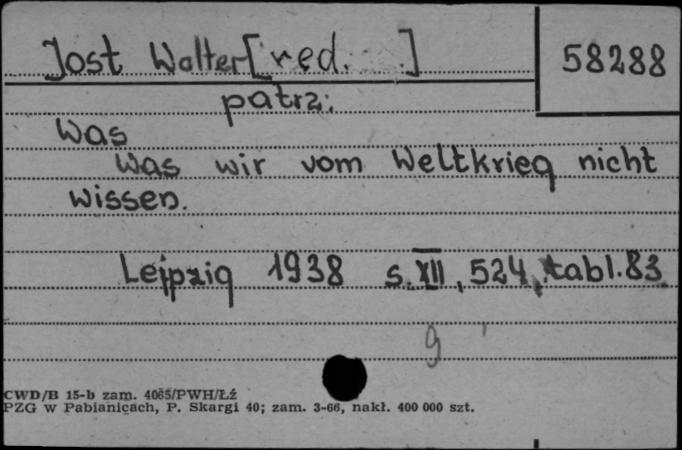 Jost Walter [red. ]
58288
patrz:
Was
Was wir vom Weltkrieg nicht
wissen.
Leipzig 1938 s. XII, 524, tabl. 83
g
CWD/B 15-b zam. 4065/PWH/Łź
PZG w Pabianicach, P. Skargi 40; zam. 3-66, nakł. 400 000 szt.